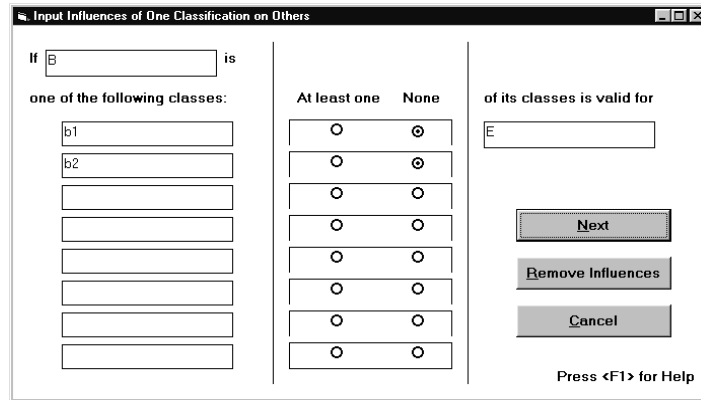 Input Influences of One Classification on Others
If B is
one of the following classes:
b1
b2
At least one None
of its classes is valid for
E
Next
Remove Influences
Cancel
Press <F1> for Help